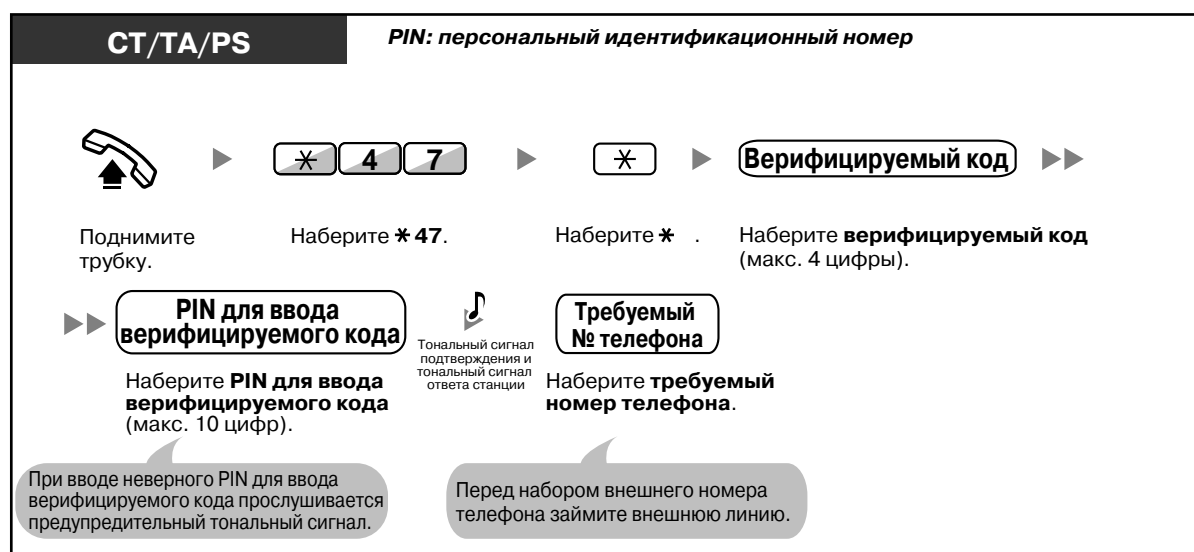 CT/TA/PS
PIN: персональный идентификационный номер
* 4 7
*
Верифицируемый код
Поднимите
трубку.
Наберите * 47.
Наберите * .
Наберите верифицируемый код
(макс. 4 цифры).
PIN для ввода
верифицируемого кода
Тональный сигнал
подтверждения и
тональный сигнал
ответа станции
Требуемый
№ телефона
Наберите PIN для ввода
верифицируемого кода
(макс. 10 цифр).
Наберите требуемый
номер телефона.
При вводе неверного PIN для ввода
верифицируемого кода прослушивается
предупредительный тональный сигнал.
Перед набором внешнего номера
телефона займите внешнюю линию.